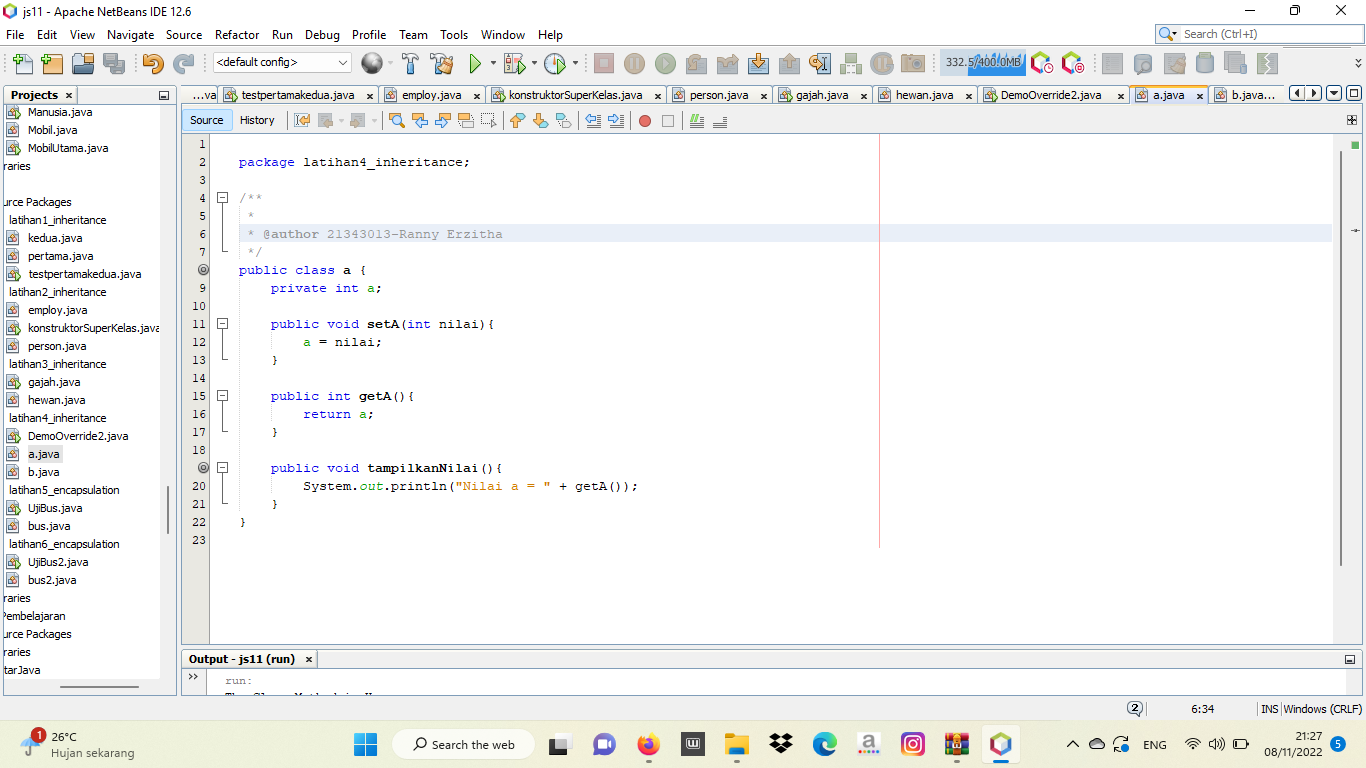 js11 - Apache NetBeans IDE 12.6
File Edit View Navigate Source Refactor Run Debug Profile Team Tools Window Help
Search (Ctrl+I)
<default config>
332.5/400.0MB
Projects
...va testpertamakedua.java employ.java konstruktorSuperKelas.java person.java gajah.java hewan.java DemoOverride2.java a.java b.java...
Source History
Manusia.java
Mobil.java
MobilUtama.java
raries
urce Packages
latihan1_inheritance
kedua.java
pertama.java
testpertamakedua.java
latihan2_inheritance
employ.java
konstruktorSuperKelas.java
person.java
latihan3_inheritance
gajah.java
hewan.java
latihan4_inheritance
DemoOverride2.java
a.java
b.java
latihan5_encapsulation
UjiBus.java
bus.java
latihan6_encapsulation
UjiBus2.java
bus2.java
raries
Pembelajaran
urce Packages
raries
tarJava
1
2 package latihan4_inheritance;
3
4 /**
5 *
6 * @author 21343013-Ranny Erzitha
7 */
public class a {
9 private int a;
10
11 public void setA(int nilai){
12 a = nilai;
13 }
14
15 public int getA(){
16 return a;
17 }
18
public void tampilkanNilai(){
20 System.out.println("Nilai a = " + getA());
21 }
22 }
23
Output - js11 (run)
run:
2
6:34
INS
Windows (CRLF)
1
26°C
Hujan sekarang
Search the web
ENG
21:27
08/11/2022
5